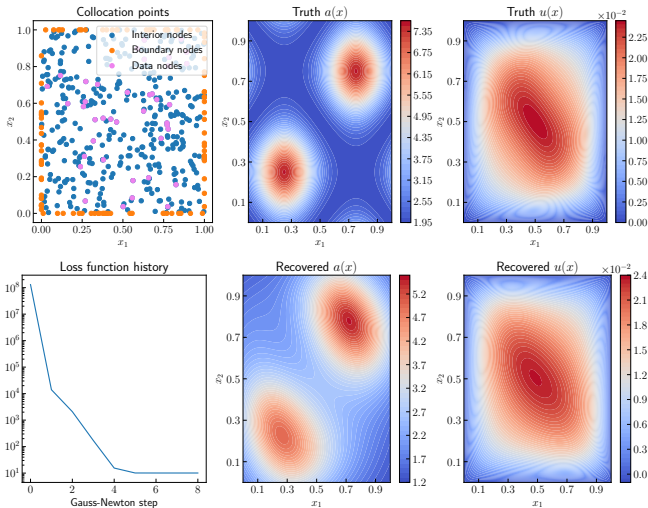 Collocation points
Interior nodes
Boundary nodes
Data nodes
1.0
0.8
0.6
0.4
0.2
0.0
x2
0.00 0.25 0.50 0.75 1.00
x1
Truth a(x)
0.9
0.7
0.5
0.3
0.1
x2
0.1 0.3 0.5 0.7 0.9
x1
7.35
6.75
6.15
5.55
4.95
4.35
3.75
3.15
2.55
1.95
Truth u(x)
×10⁻²
0.9
0.7
0.5
0.3
0.1
x2
0.1 0.3 0.5 0.7 0.9
x1
2.25
2.00
1.75
1.50
1.25
1.00
0.75
0.50
0.25
0.00
Loss function history
10⁸
10⁷
10⁶
10⁵
10⁴
10³
10²
10¹
0 2 4 6 8
Gauss-Newton step
Recovered a(x)
0.9
0.7
0.5
0.3
0.1
x2
0.1 0.3 0.5 0.7 0.9
x1
5.2
4.7
4.2
3.7
3.2
2.7
2.2
1.7
1.2
Recovered u(x)
×10⁻²
0.9
0.7
0.5
0.3
0.1
x2
0.1 0.3 0.5 0.7 0.9
x1
2.4
2.0
1.6
1.2
0.8
0.4
0.0